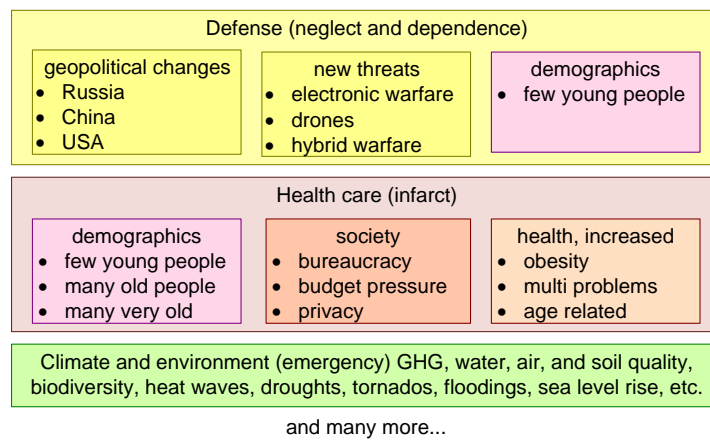 Defense (neglect and dependence)
geopolitical changes
• Russia
• China
• USA
new threats
• electronic warfare
• drones
• hybrid warfare
demographics
• few young people
Health care (infarct)
demographics
• few young people
• many old people
• many very old
society
• bureaucracy
• budget pressure
• privacy
health, increased
• obesity
• multi problems
• age related
Climate and environment (emergency) GHG, water, air, and soil quality,
biodiversity, heat waves, droughts, tornados, floodings, sea level rise, etc.
and many more...